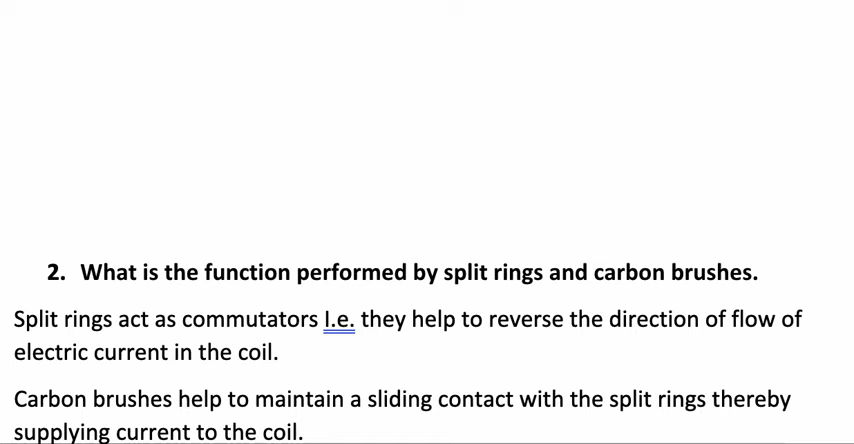 2. What is the function performed by split rings and carbon brushes.
Split rings act as commutators I.e. they help to reverse the direction of flow of
electric current in the coil.
Carbon brushes help to maintain a sliding contact with the split rings thereby
supplying current to the coil.